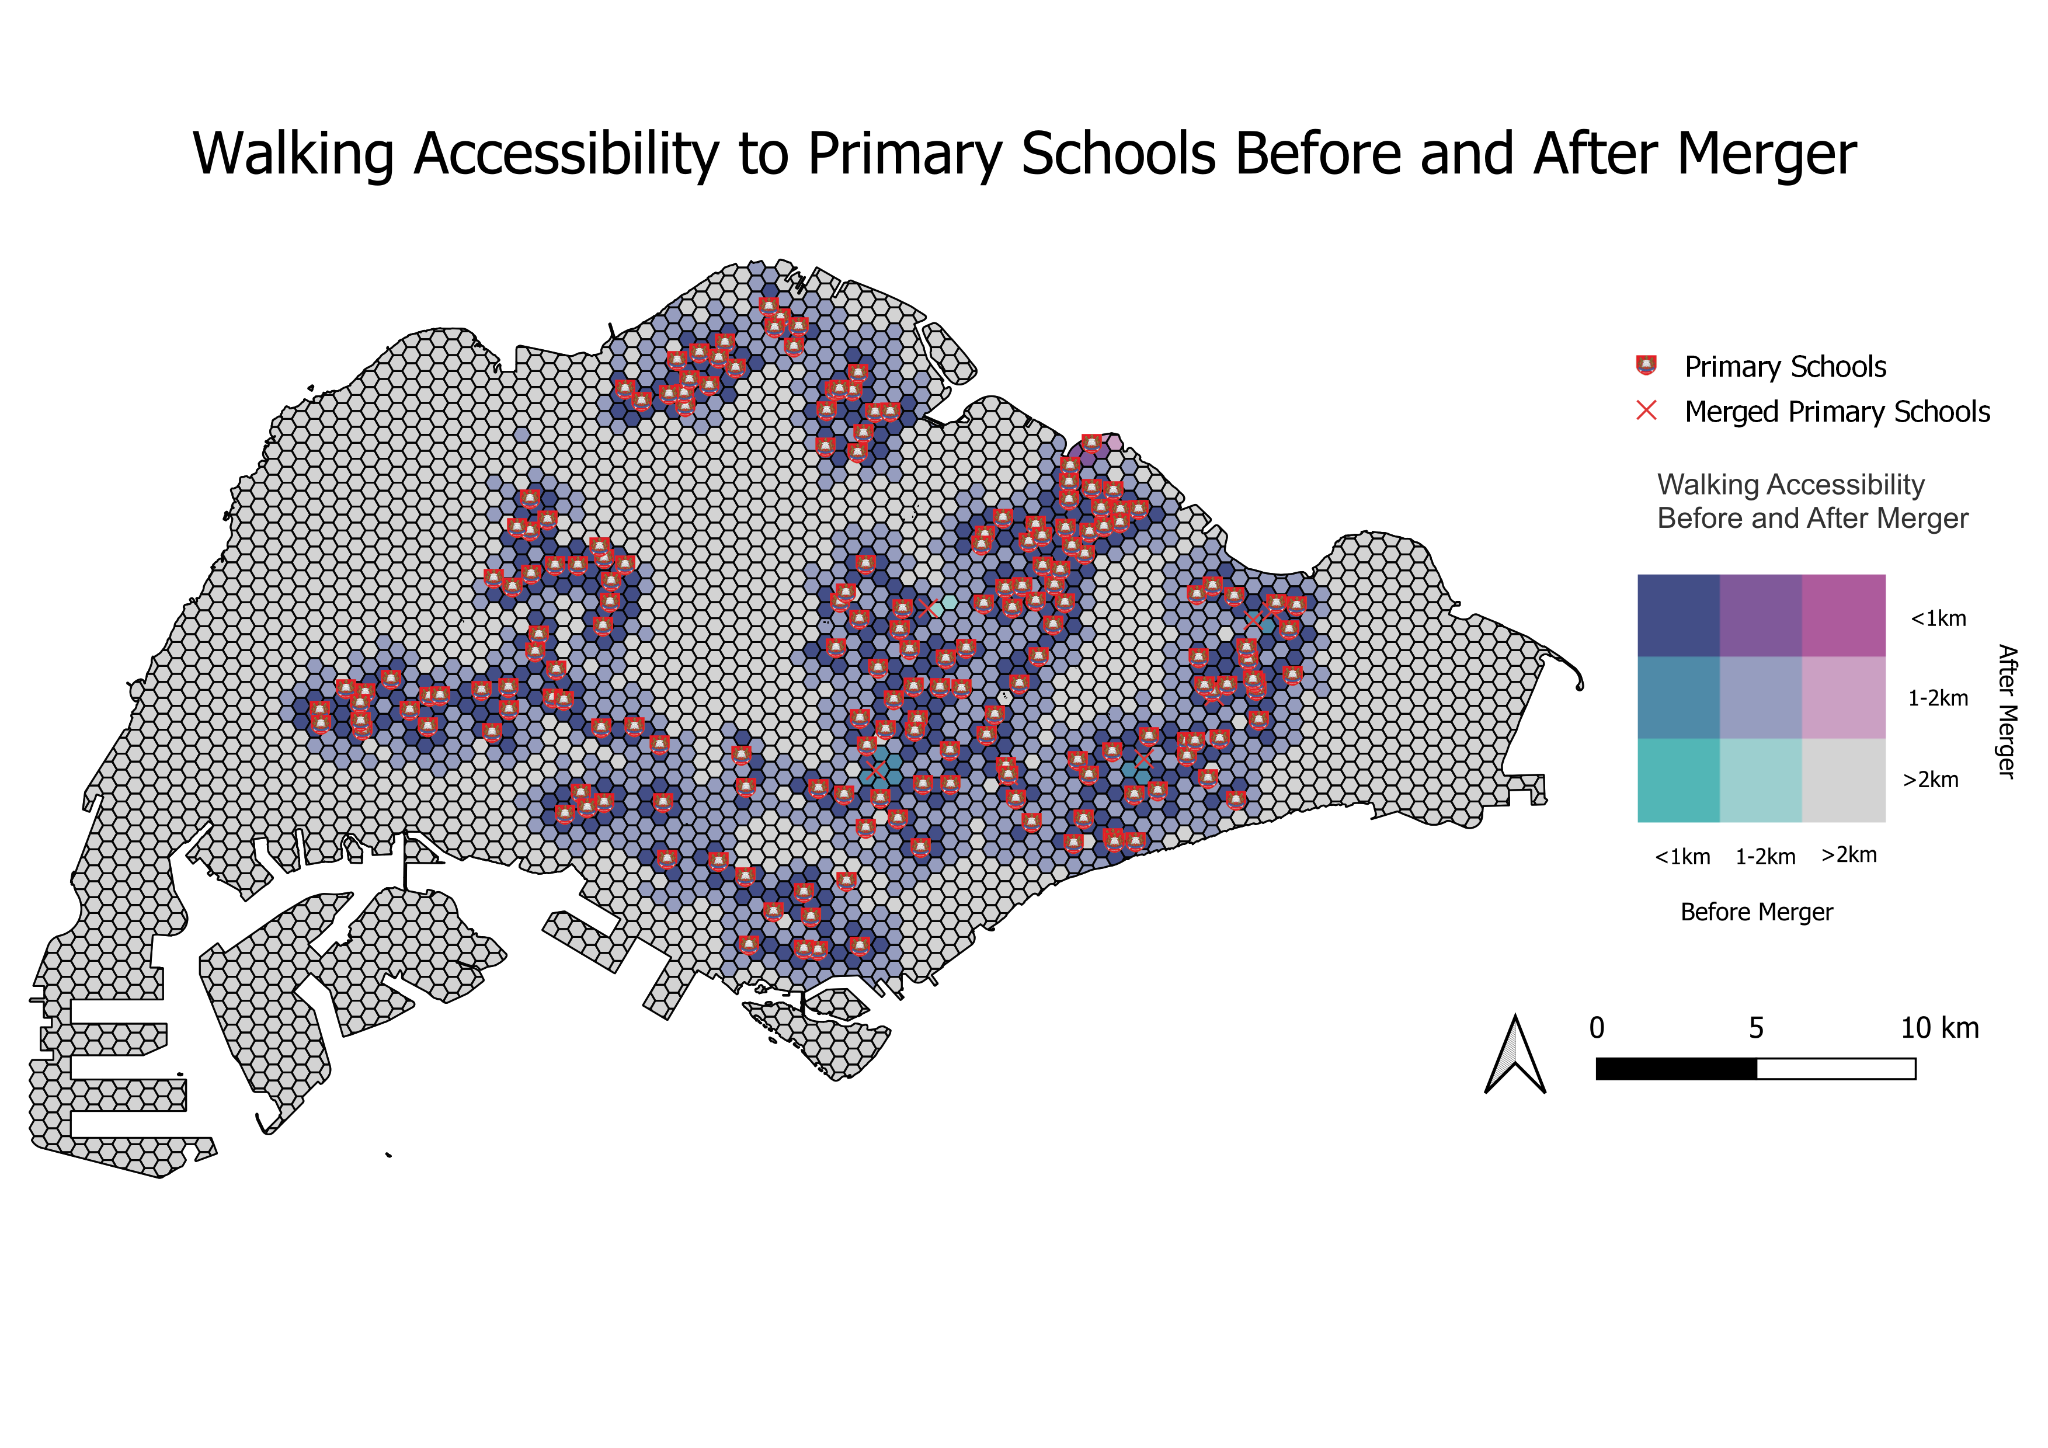 Walking Accessibility to Primary Schools Before and After Merger
Primary Schools
Merged Primary Schools
Walking Accessibility
Before and After Merger
<1km
1-2km
>2km
After Merger
<1km 1-2km >2km
Before Merger
0 5 10 km